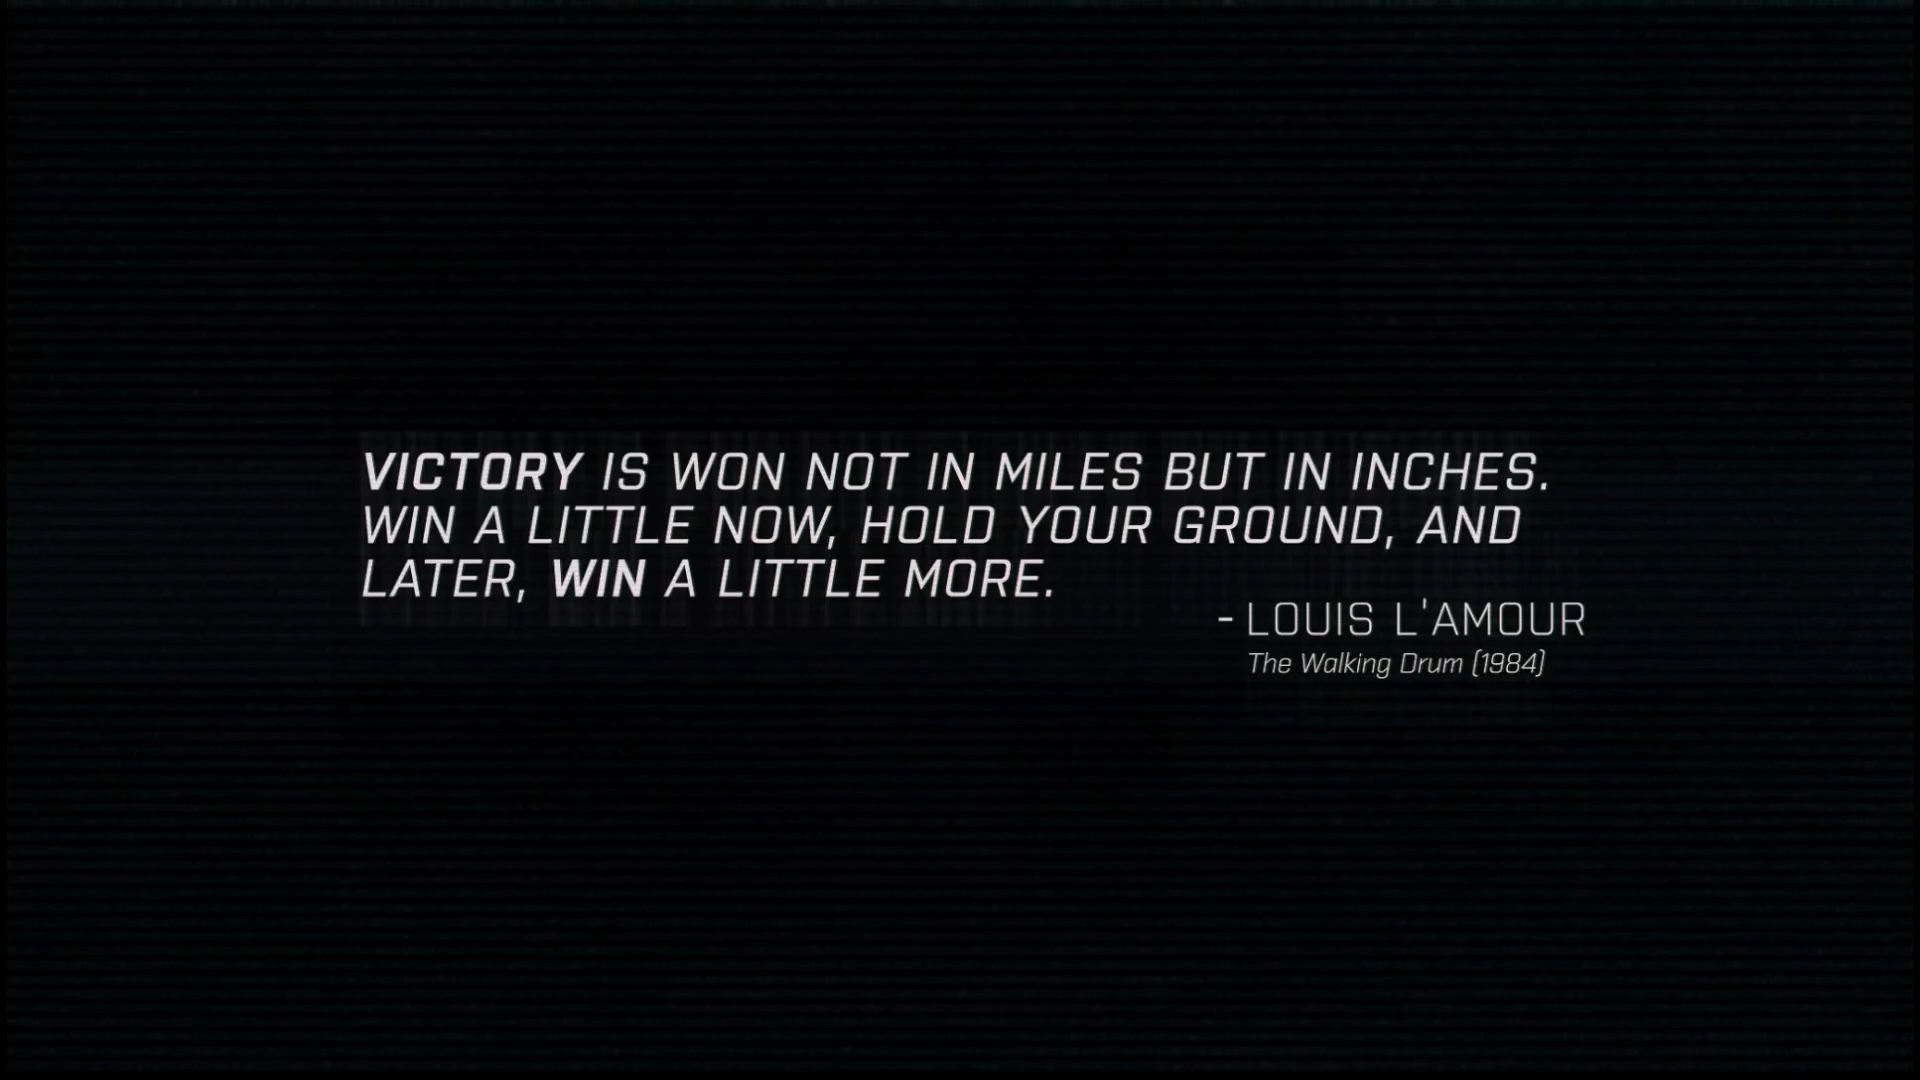 VICTORY IS WON NOT IN MILES BUT IN INCHES.
WIN A LITTLE NOW, HOLD YOUR GROUND, AND
LATER, WIN A LITTLE MORE.
- LOUIS L'AMOUR
The Walking Drum (1984)